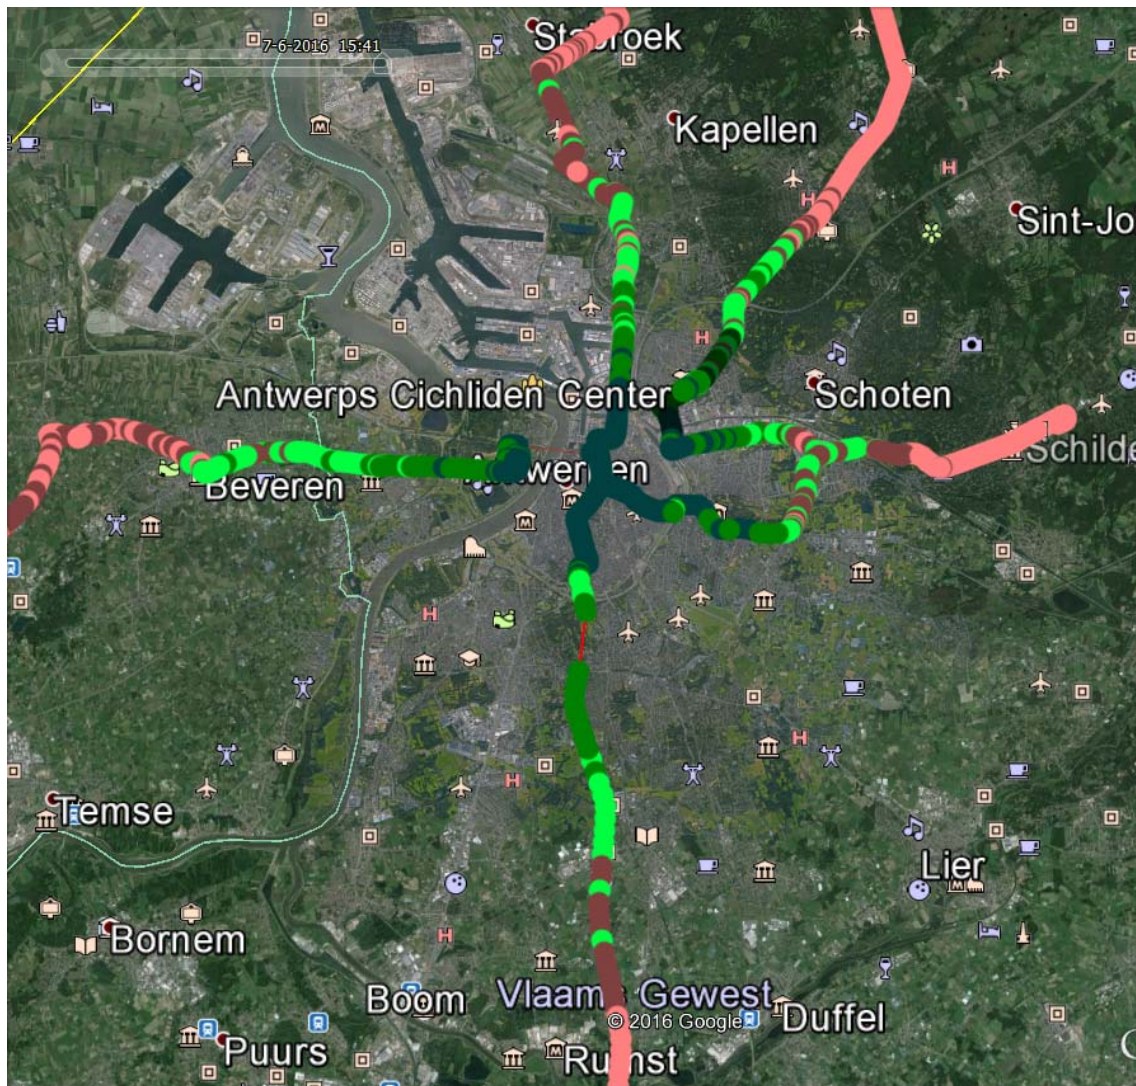 Stabroek
7-6-2016 15:41
Kapellen
Sint-Jo
Antwerps Cichliden Center
Schoten
Schilde
Beveren
Temse
Lier
Bornem
Boom
Vlaams Gewest
© 2016 Google
Duffel
Puurs
Rumst